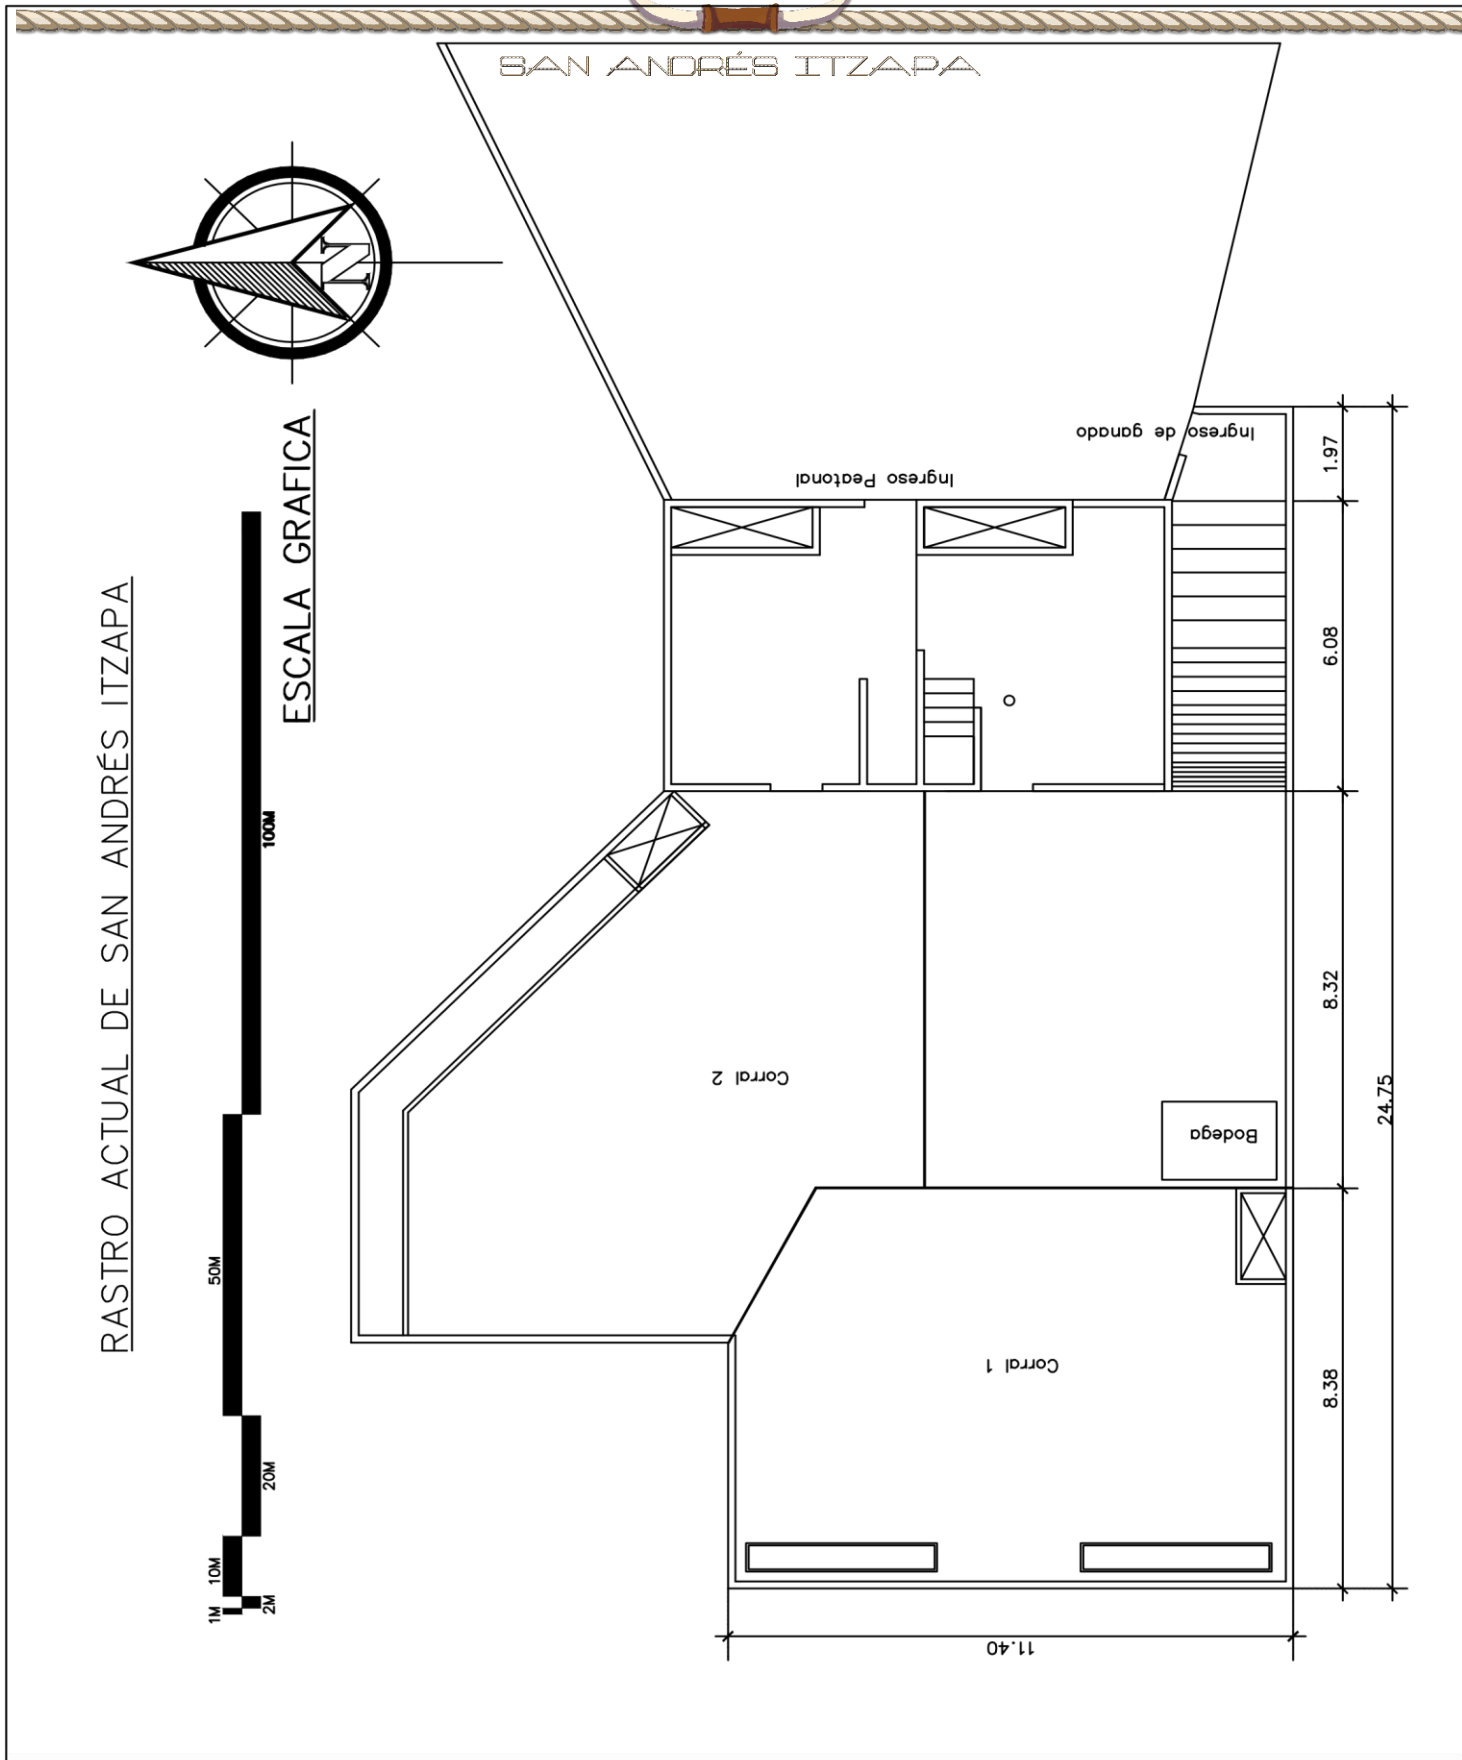 SAN ANDRÉS ITZAPA
RASTRO ACTUAL DE SAN ANDRÉS ITZAPA
ESCALA GRAFICA
1M
2M
10M
20M
50M
100M
N
Ingreso de ganado
Ingreso Peatonal
Corral 2
Bodega
Corral 1
1.97
6.08
8.32
8.38
24.75
11.40